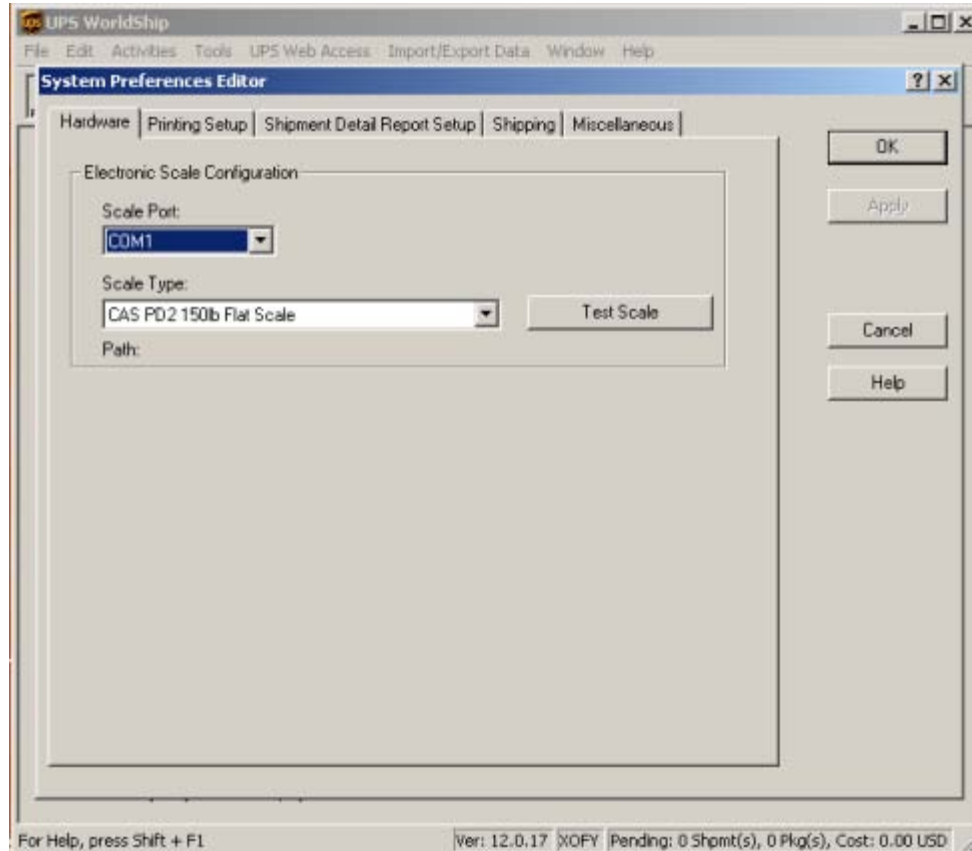 UPS WorldShip
File Edit Activities Tools UPS Web Access Import/Export Data Window Help
System Preferences Editor
Hardware Printing Setup Shipment Detail Report Setup Shipping Miscellaneous
OK
Electronic Scale Configuration
Scale Port:
Apply
COM1
Scale Type:
CAS PD2 150lb Flat Scale
Test Scale
Cancel
Path:
Help
For Help, press Shift + F1
Ver: 12.0.17 XOFY Pending: 0 Shpmt(s), 0 Pkg(s), Cost: 0.00 USD